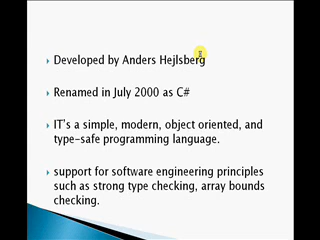 Developed by Anders Hejlsberg
Renamed in July 2000 as C#
IT's a simple, modern, object oriented, and
type-safe programming language.
support for software engineering principles
such as strong type checking, array bounds
checking.